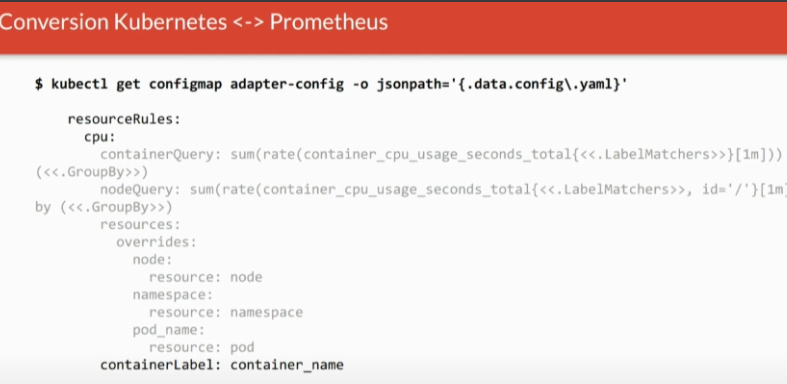 Conversion Kubernetes <-> Prometheus
$ kubectl get configmap adapter-config -o jsonpath='{.data.config\.yaml}'
resourceRules:
cpu:
containerQuery: sum(rate(container_cpu_usage_seconds_total{<<.LabelMatchers>>}[1m]))
(<<.GroupBy>>)
nodeQuery: sum(rate(container_cpu_usage_seconds_total{<<.LabelMatchers>>, id='/'}[1m]
by (<<.GroupBy>>)
resources:
overrides:
node:
resource: node
namespace:
resource: namespace
pod_name:
resource: pod
containerLabel: container_name